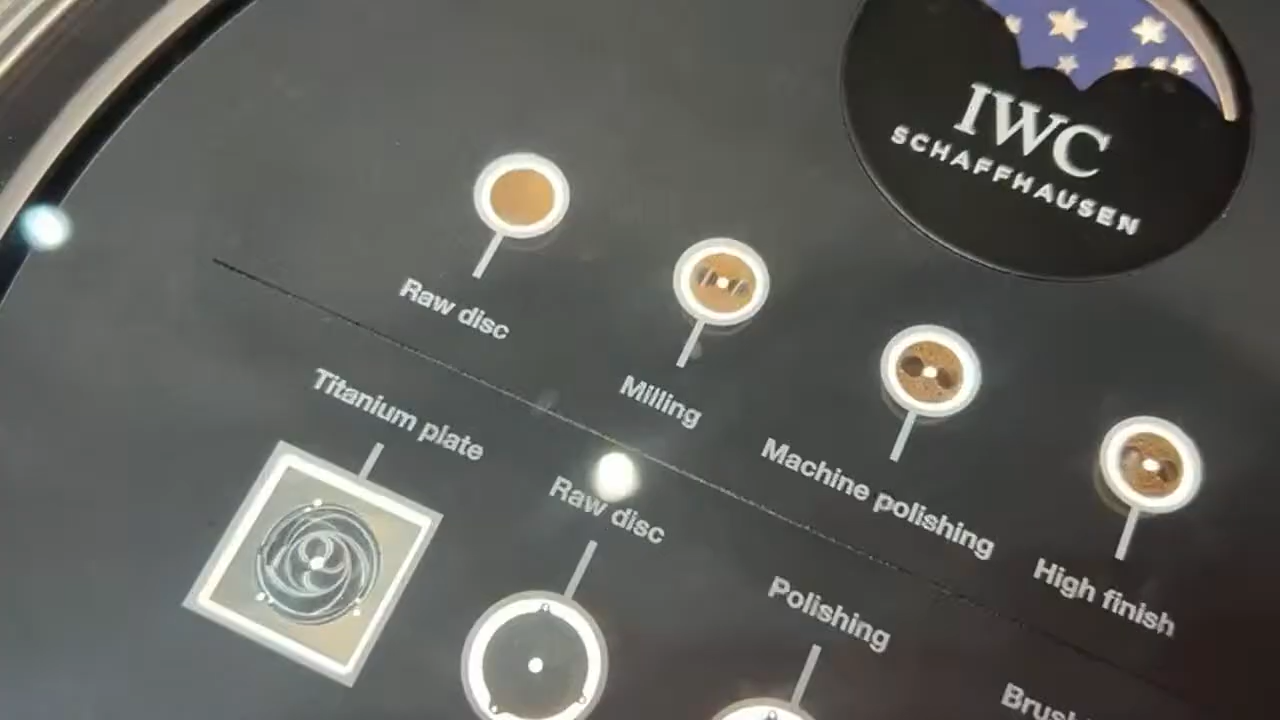 IWC
SCHAFFHAUSEN
Raw disc
Milling
Machine polishing
High finish
Titanium plate
Raw disc
Polishing